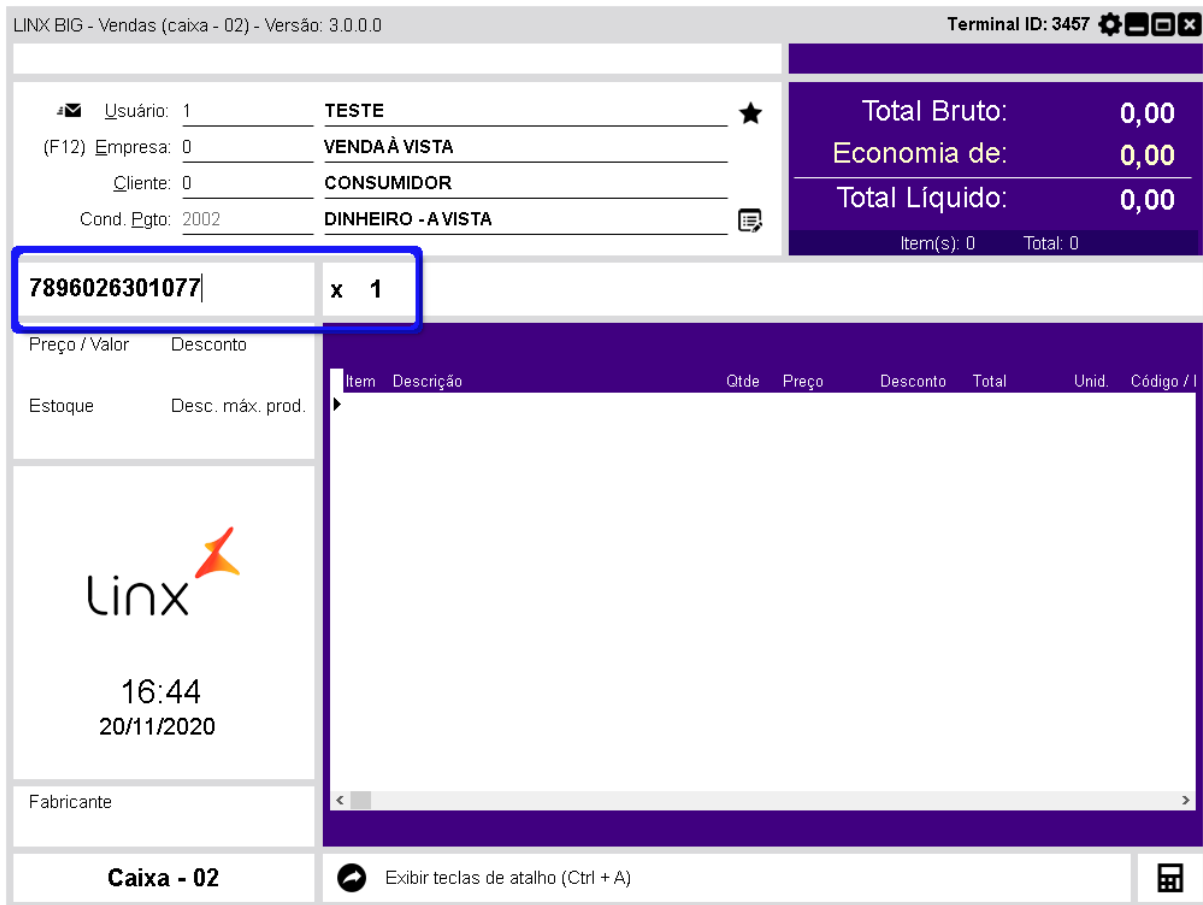 LINX BIG - Vendas (caixa - 02) - Versão: 3.0.0.0 Terminal ID: 3457
Usuário: 1 TESTE
(F12) Empresa: 0 VENDA À VISTA
Cliente: 0 CONSUMIDOR
Cond. Pgto: 2002 DINHEIRO - A VISTA
Total Bruto: 0,00
Economia de: 0,00
Total Líquido: 0,00
Item(s): 0 Total: 0
7896026301077 x 1
Preço / Valor Desconto
Estoque Desc. máx. prod.
Item Descrição Qtde Preço Desconto Total Unid. Código / I
Linx
16:44
20/11/2020
Fabricante
Caixa - 02
Exibir teclas de atalho (Ctrl + A)